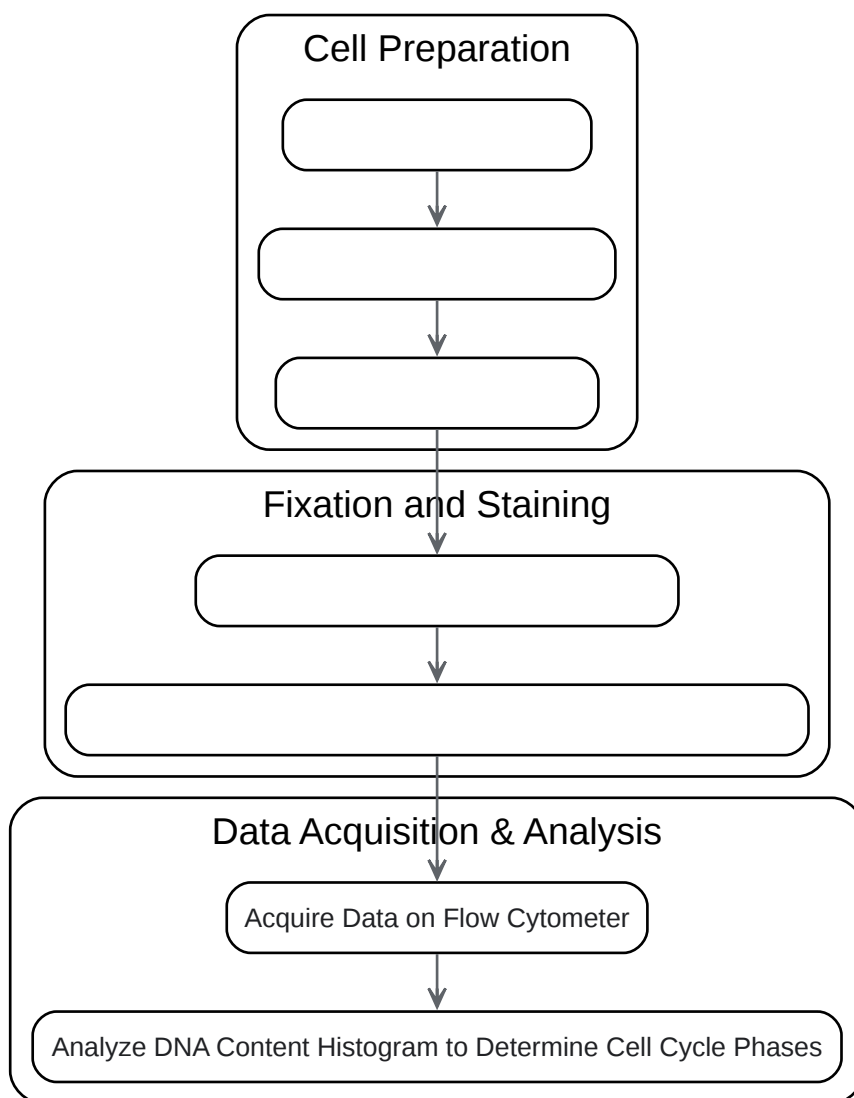 Cell Preparation
Fixation and Staining
Data Acquisition & Analysis
Acquire Data on Flow Cytometer
Analyze DNA Content Histogram to Determine Cell Cycle Phases